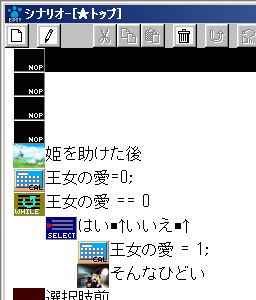 シナリオー[★トップ]
NOP
NOP
NOP
NOP
姫を助けた後
CAL 王女の愛=0;
WHILE 王女の愛 == 0
SELECT はい■↑いいえ■↑
CAL 王女の愛 = 1;
そんなひどい
選択時前